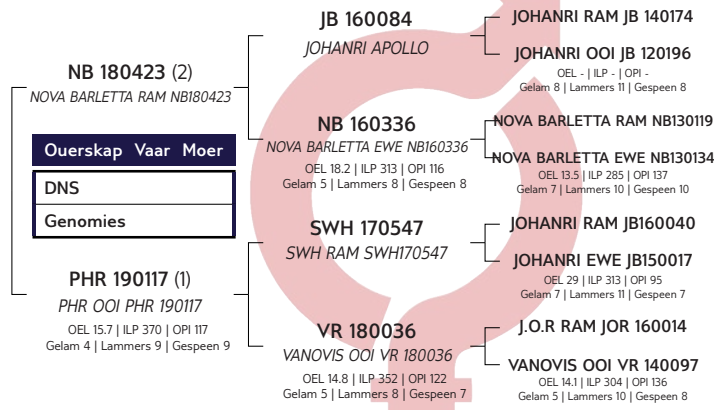 NB 180423 (2)
NOVA BARLETTA RAM NB180423
Ouerskap Vaar Moer
DNS
Genomies
PHR 190117 (1)
PHR OOI PHR 190117
OEL 15.7 | ILP 370 | OPI 117
Gelam 4 | Lammers 9 | Gespeen 9
JB 160084
JOHANRI APOLLO
NB 160336
NOVA BARLETTA EWE NB160336
OEL 18.2 | ILP 313 | OPI 116
Gelam 5 | Lammers 8 | Gespeen 8
SWH 170547
SWH RAM SWH170547
VR 180036
VANOVIS OOI VR 180036
OEL 14.8 | ILP 352 | OPI 122
Gelam 5 | Lammers 8 | Gespeen 7
JOHANRI RAM JB 140174
JOHANRI OOI JB 120196
OEL - | ILP - | OPI -
Gelam 8 | Lammers 11 | Gespeen 8
NOVA BARLETTA RAM NB130119
NOVA BARLETTA EWE NB130134
OEL 13.5 | ILP 285 | OPI 137
Gelam 7 | Lammers 10 | Gespeen 10
JOHANRI RAM JB160040
JOHANRI EWE JB150017
OEL 29 | ILP 313 | OPI 95
Gelam 7 | Lammers 11 | Gespeen 7
J.O.R RAM JOR 160014
VANOVIS OOI VR 140097
OEL 14.1 | ILP 304 | OPI 136
Gelam 5 | Lammers 10 | Gespeen 8